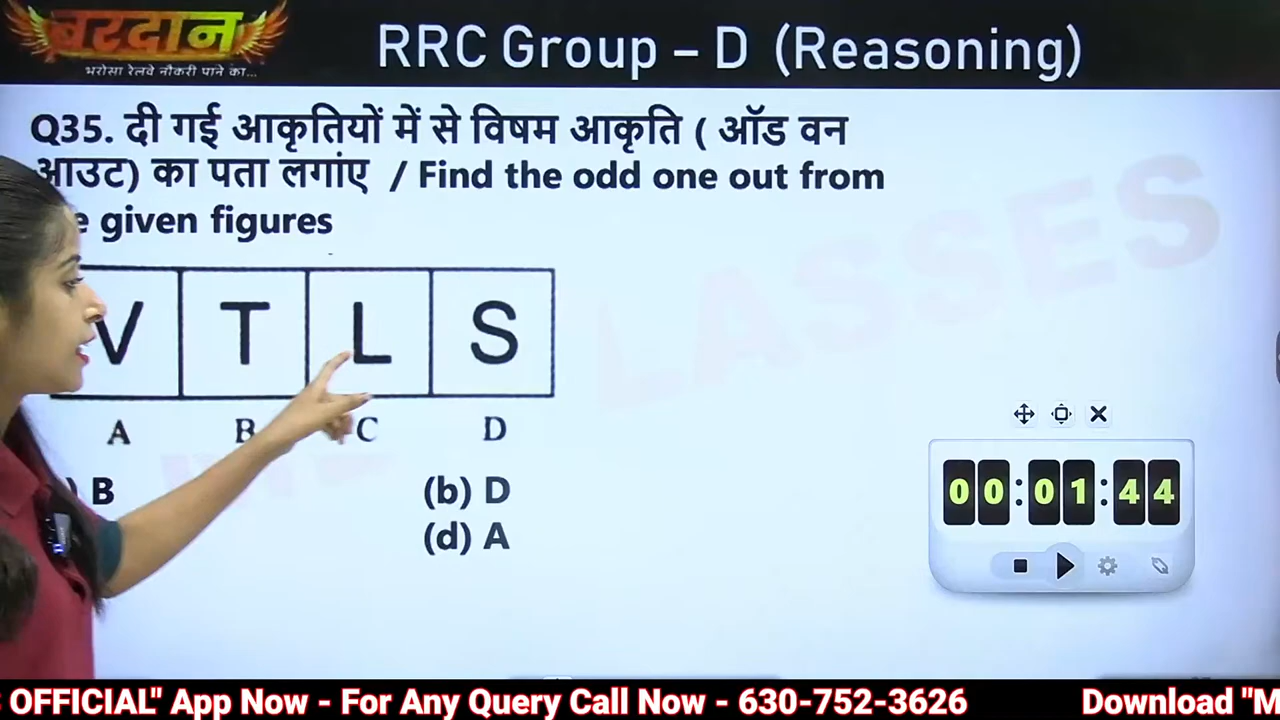 बरदान
भरोसा रेलवे नौकरी पाने का...
RRC Group – D (Reasoning)
Q35. दी गई आकृतियों में से विषम आकृति ( ऑड वन
आउट) का पता लगांए / Find the odd one out from
given figures
V T L S
A B C D
B (b) D
(d) A
LASSES
00:01:44
OFFICIAL" App Now - For Any Query Call Now - 630-752-3626 Download "M